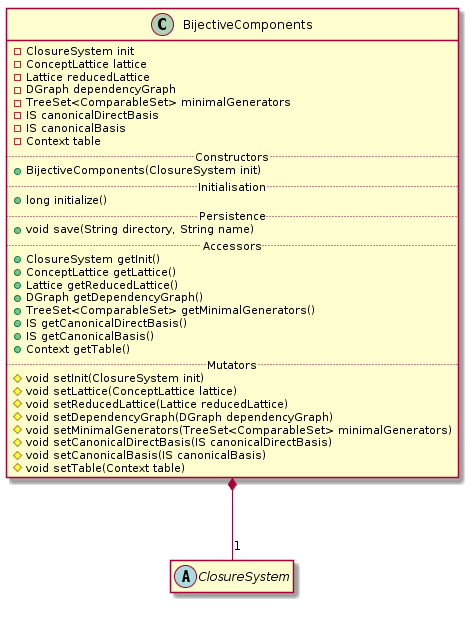 C BijectiveComponents
ClosureSystem init
ConceptLattice lattice
Lattice reducedLattice
DGraph dependencyGraph
TreeSet<ComparableSet> minimalGenerators
IS canonicalDirectBasis
IS canonicalBasis
Context table
Constructors
BijectiveComponents(ClosureSystem init)
Initialisation
long initialize()
Persistence
void save(String directory, String name)
Accessors
ClosureSystem getInit()
ConceptLattice getLattice()
Lattice getReducedLattice()
DGraph getDependencyGraph()
TreeSet<ComparableSet> getMinimalGenerators()
IS getCanonicalDirectBasis()
IS getCanonicalBasis()
Context getTable()
Mutators
void setInit(ClosureSystem init)
void setLattice(ConceptLattice lattice)
void setReducedLattice(Lattice reducedLattice)
void setDependencyGraph(DGraph dependencyGraph)
void setMinimalGenerators(TreeSet<ComparableSet> minimalGenerators)
void setCanonicalDirectBasis(IS canonicalDirectBasis)
void setCanonicalBasis(IS canonicalBasis)
void setTable(Context table)
1
A ClosureSystem